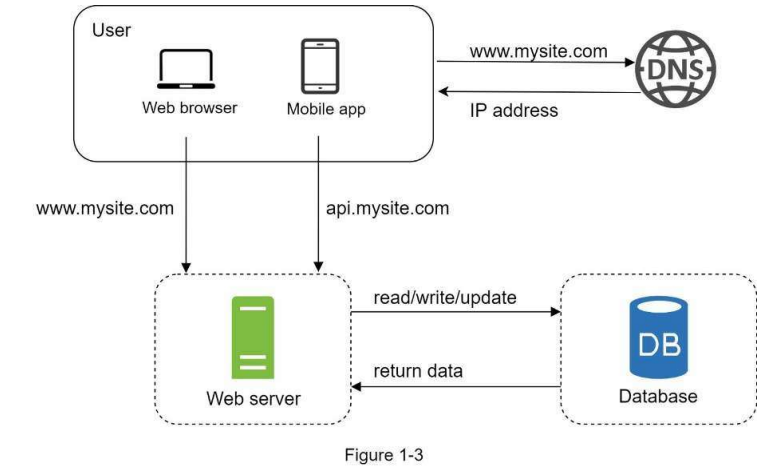 User
www.mysite.com
DNS
Web browser
Mobile app
IP address
www.mysite.com
api.mysite.com
read/write/update
DB
return data
Web server
Database
Figure 1-3